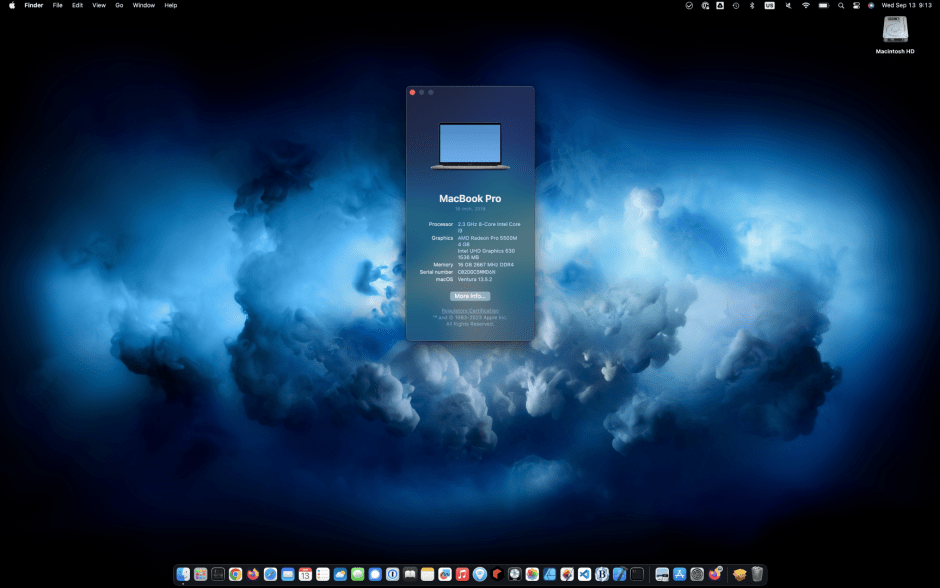 Finder File Edit View Go Window Help
US
Wed Sep 13 9:13
Macintosh HD
MacBook Pro
16-inch, 2019
Processor 2.3 GHz 8-Core Intel Core
i9
Graphics AMD Radeon Pro 5500M
4 GB
Intel UHD Graphics 630
1536 MB
Memory 16 GB 2667 MHz DDR4
Serial number
macOS Ventura 13.5.2
More Info...
Regulatory Certification
™ and © 1983-2023 Apple Inc.
All Rights Reserved.
13